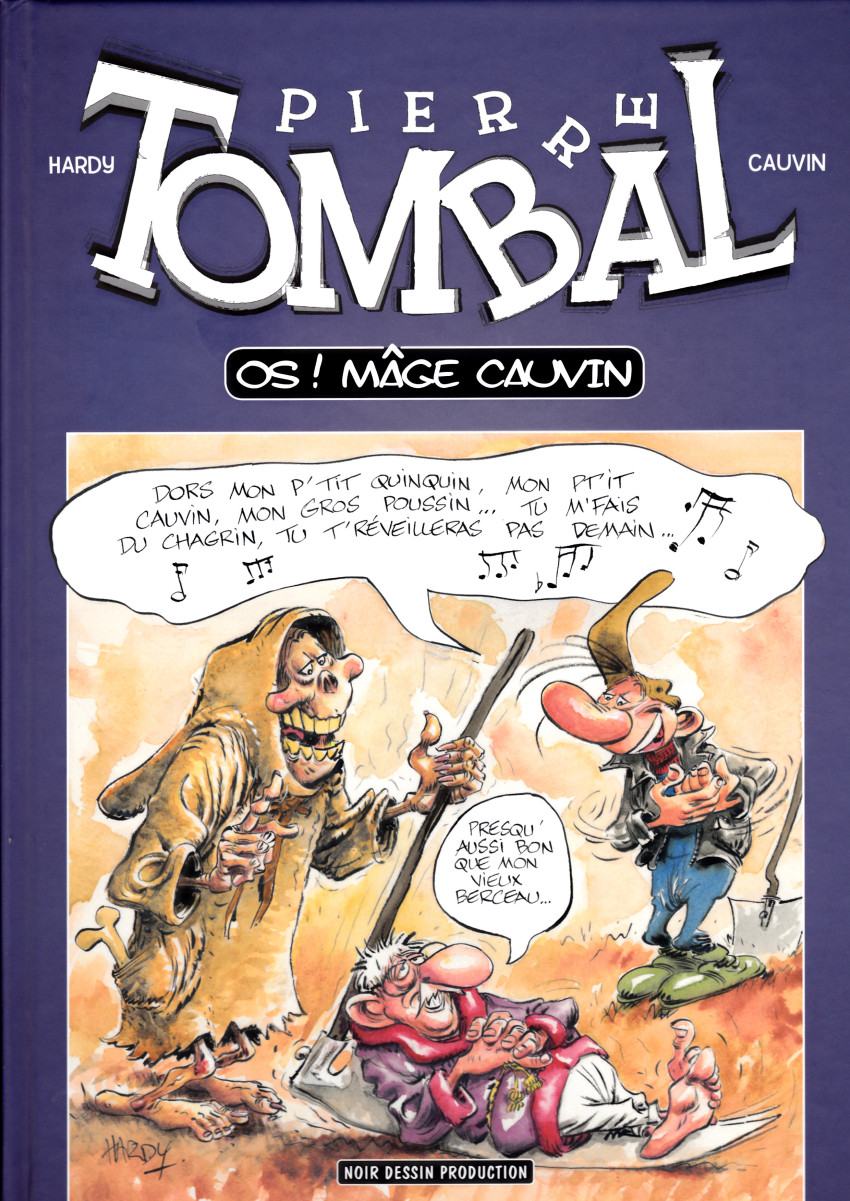 PIERRE
HARDY
TOMBAL
CAUVIN
OS ! MÂGE CAUVIN
DORS MON P'TIT QUINQUIN, MON PT'IT
CAUVIN, MON GROS POUSSIN... TU M'FAIS
DU CHAGRIN, TU T'RÉVEILLERAS PAS DEMAIN...
PRESQU'
AUSSI BON
QUE MON
VIEUX
BERCEAU...
HARDY
NOIR DESSIN PRODUCTION